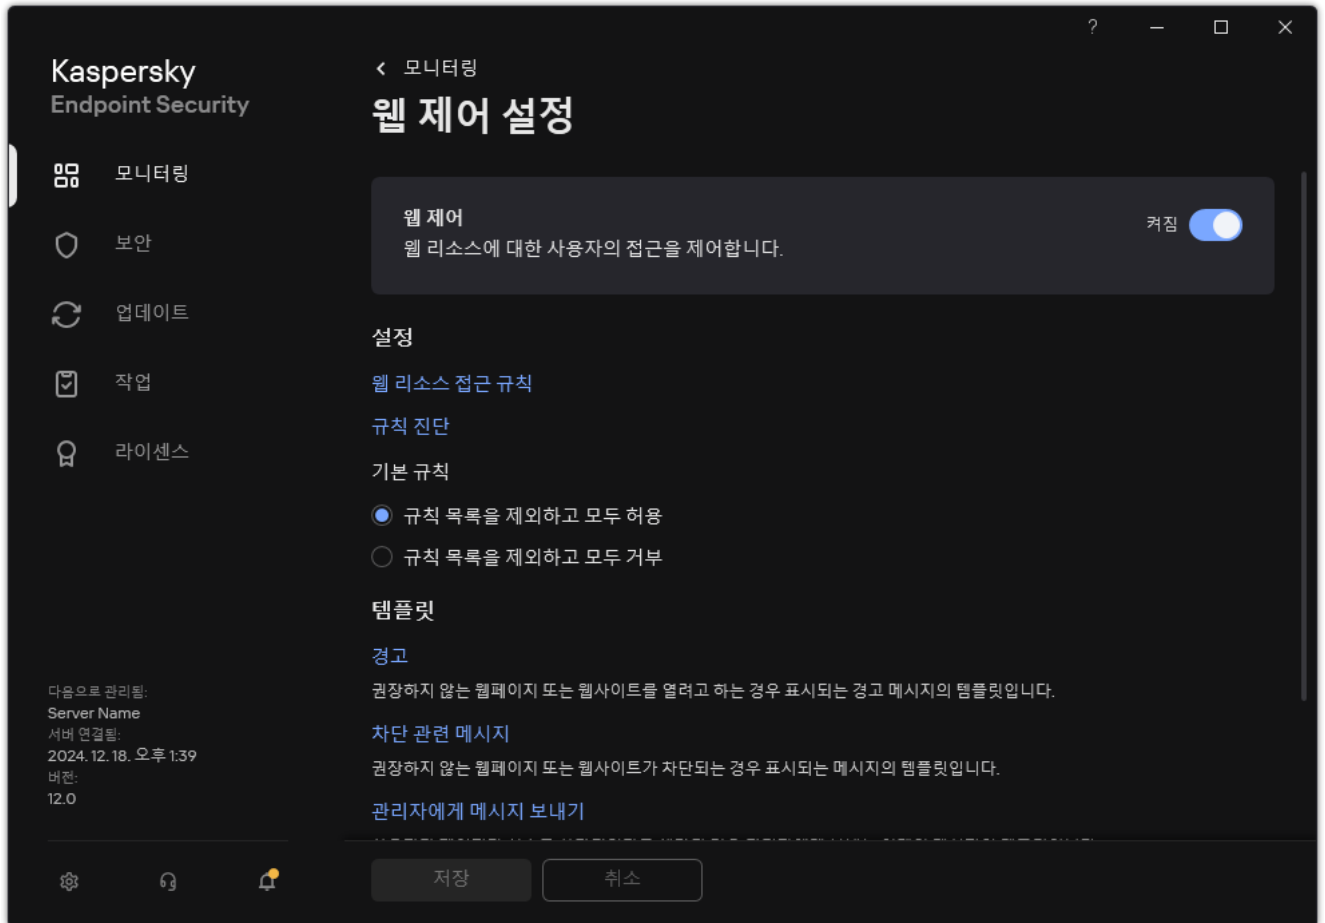 ?
Kaspersky
Endpoint Security
모니터링
보안
업데이트
작업
라이센스
다음으로 관리됨:
Server Name
서버 연결됨:
2024. 12. 18. 오후 1:39
버전:
12.0
모니터링
웹 제어 설정
웹 제어
웹 리소스에 대한 사용자의 접근을 제어합니다.
켜짐
설정
웹 리소스 접근 규칙
규칙 진단
기본 규칙
규칙 목록을 제외하고 모두 허용
규칙 목록을 제외하고 모두 거부
템플릿
경고
권장하지 않는 웹페이지 또는 웹사이트를 열려고 하는 경우 표시되는 경고 메시지의 템플릿입니다.
차단 관련 메시지
권장하지 않는 웹페이지 또는 웹사이트가 차단되는 경우 표시되는 메시지의 템플릿입니다.
관리자에게 메시지 보내기
저장
취소